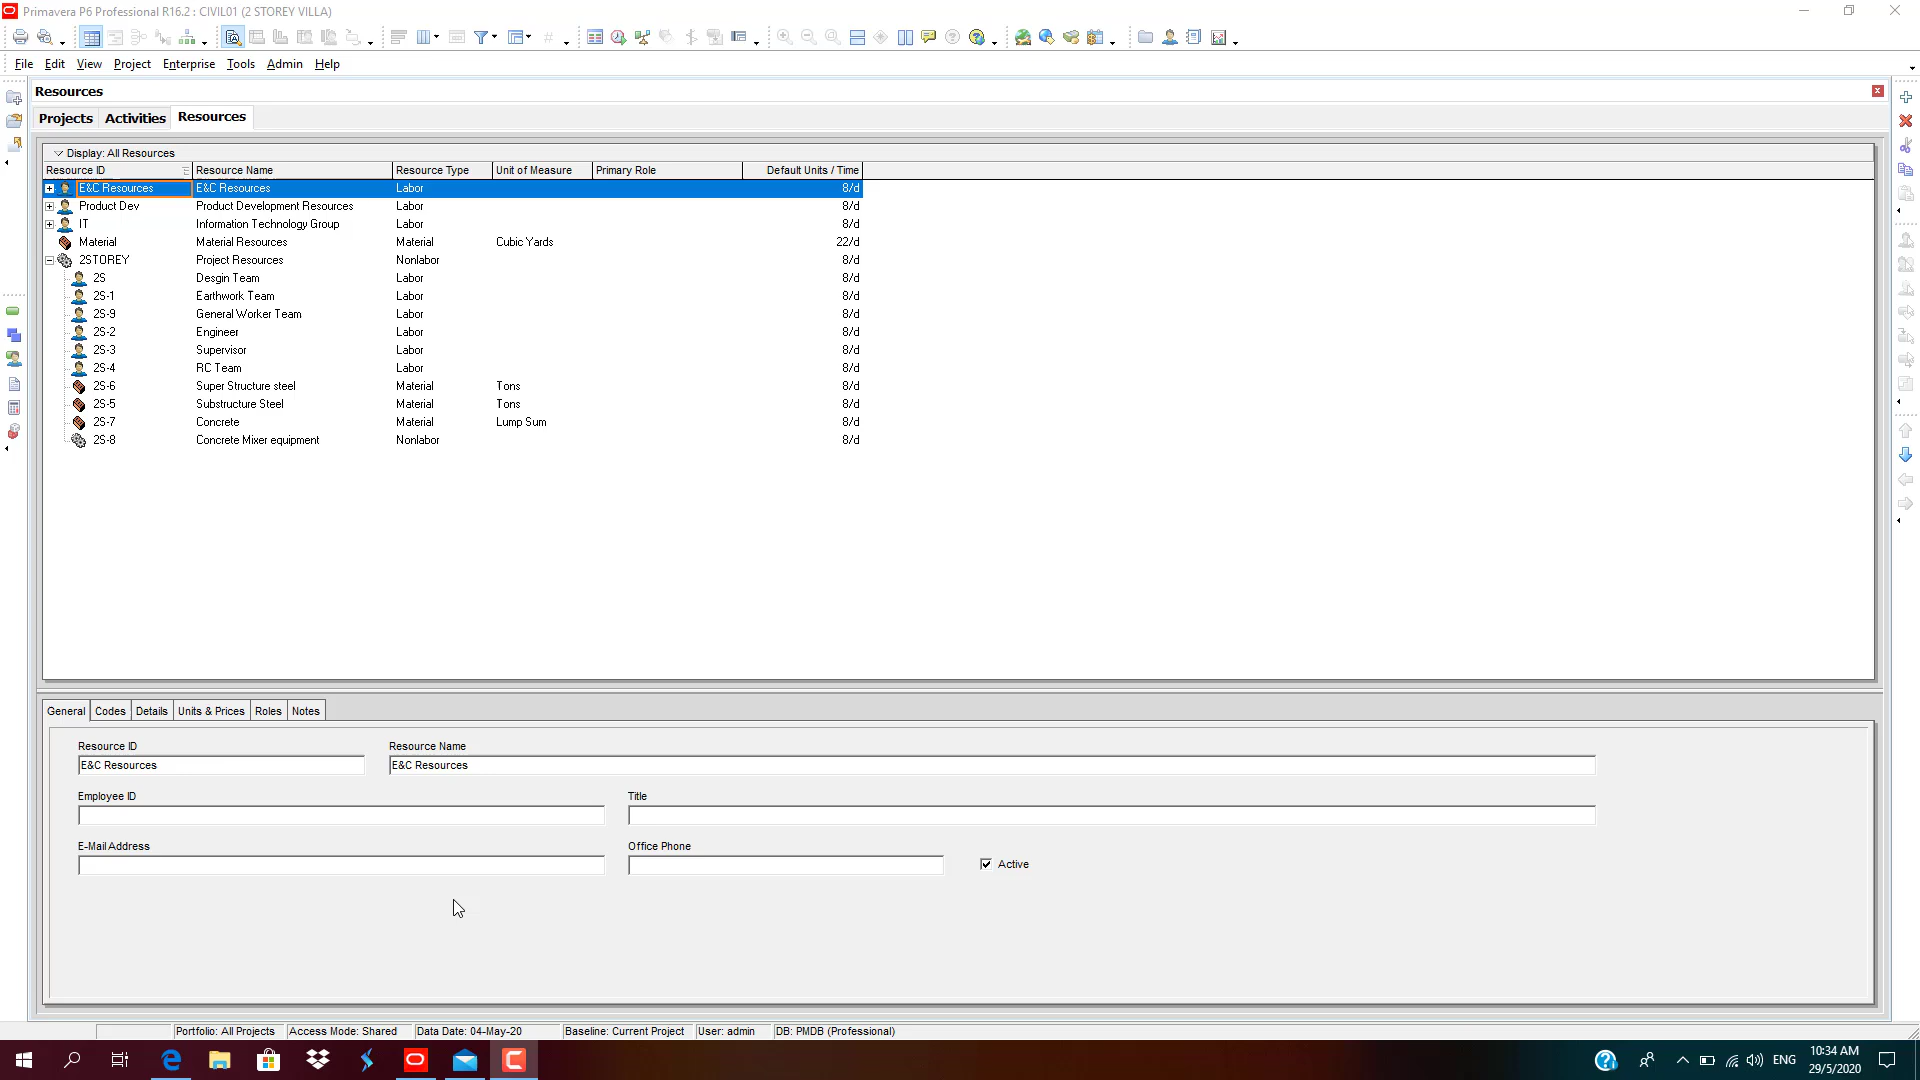 Primavera P6 Professional R16.2 : CIVIL01 (2 STOREY VILLA)
File Edit View Project Enterprise Tools Admin Help
Resources
Projects Activities Resources
Display: All Resources
Resource ID Resource Name Resource Type Unit of Measure Primary Role Default Units / Time
E&C Resources E&C Resources Labor 8/d
Product Dev Product Development Resources Labor 8/d
IT Information Technology Group Labor 8/d
Material Material Resources Material Cubic Yards 22/d
2STOREY Project Resources Nonlabor 8/d
2S Desgin Team Labor 8/d
2S-1 Earthwork Team Labor 8/d
2S-9 General Worker Team Labor 8/d
2S-2 Engineer Labor 8/d
2S-3 Supervisor Labor 8/d
2S-4 RC Team Labor 8/d
2S-6 Super Structure steel Material Tons 8/d
2S-5 Substructure Steel Material Tons 8/d
2S-7 Concrete Material Lump Sum 8/d
2S-8 Concrete Mixer equipment Nonlabor 8/d
General Codes Details Units & Prices Roles Notes
Resource ID Resource Name
E&C Resources E&C Resources
Employee ID Title
E-Mail Address Office Phone
Active
Portfolio: All Projects Access Mode: Shared Data Date: 04-May-20 Baseline: Current Project User: admin DB: PMDB (Professional)
ENG 10:34 AM
29/5/2020